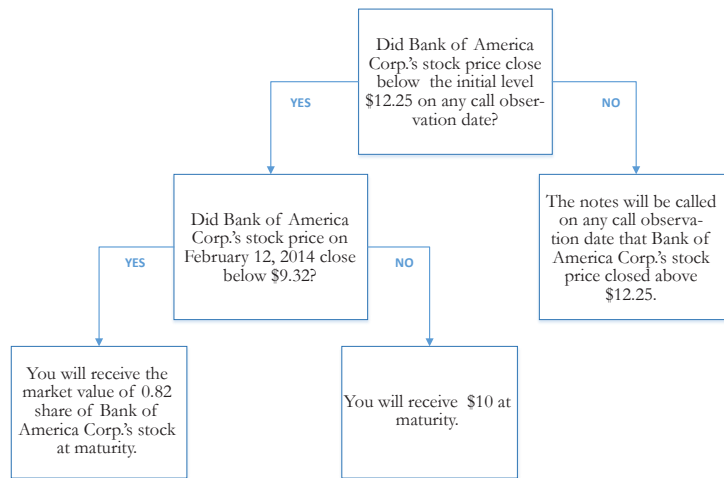 Did Bank of America
Corp.'s stock price close
below the initial level
$12.25 on any call obser-
vation date?
YES
NO
Did Bank of America
Corp.'s stock price on
February 12, 2014 close
below $9.32?
The notes will be called
on any call observa-
tion date that Bank of
America Corp.'s stock
price closed above
$12.25.
YES
NO
You will receive the
market value of 0.82
share of Bank of
America Corp.'s stock
at maturity.
You will receive $10 at
maturity.